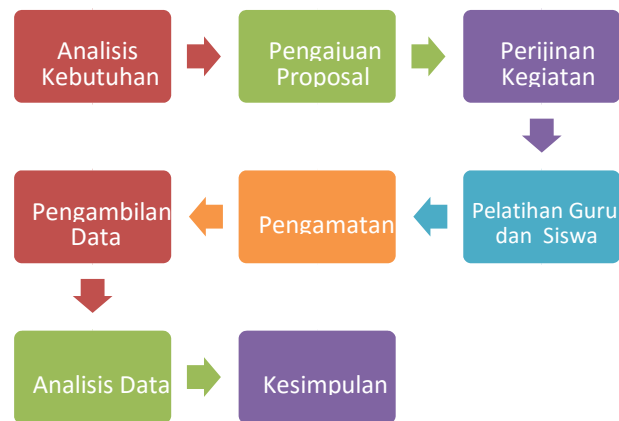 Analisis
Kebutuhan
Pengajuan
Proposal
Perijinan
Kegiatan
Pelatihan Guru
dan Siswa
Pengamatan
Pengambilan
Data
Analisis Data
Kesimpulan